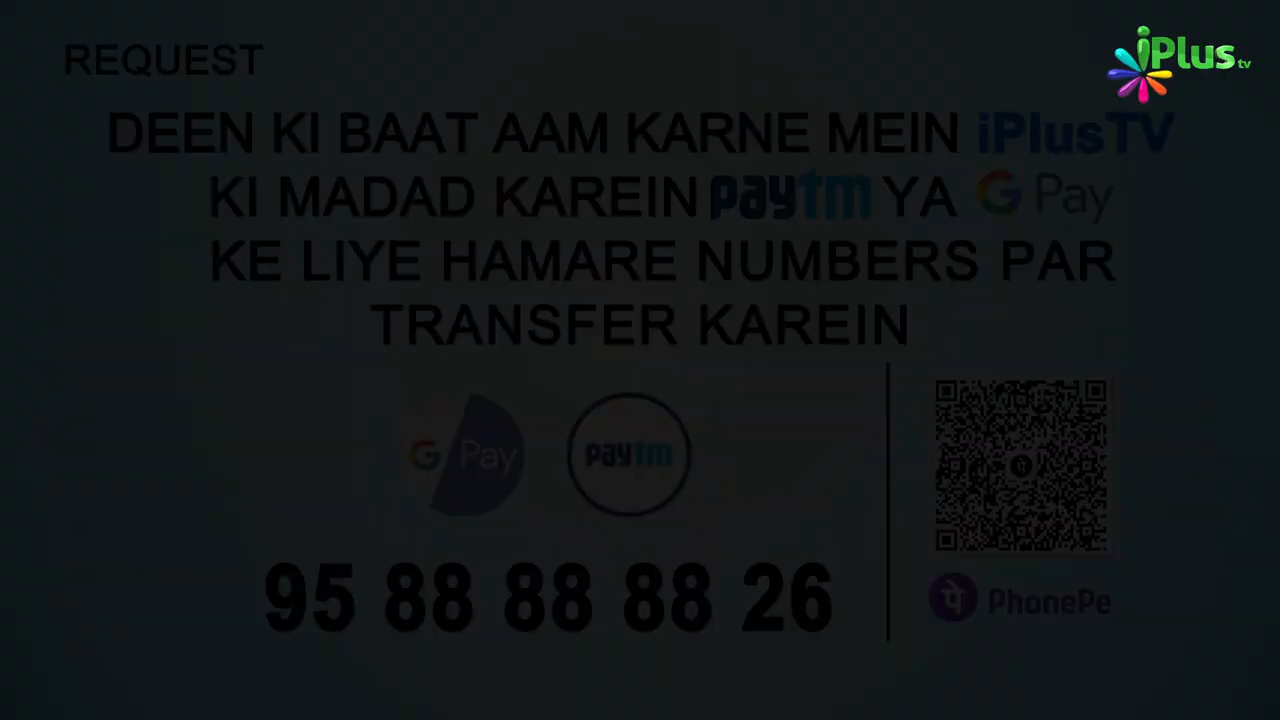 iPlus tv
REQUEST
DEEN KI BAAT AAM KARNE MEIN iPlusTV
KI MADAD KAREIN paytm YA G Pay
KE LIYE HAMARE NUMBERS PAR
TRANSFER KAREIN
G Pay paytm
95 88 88 88 26
पे PhonePe